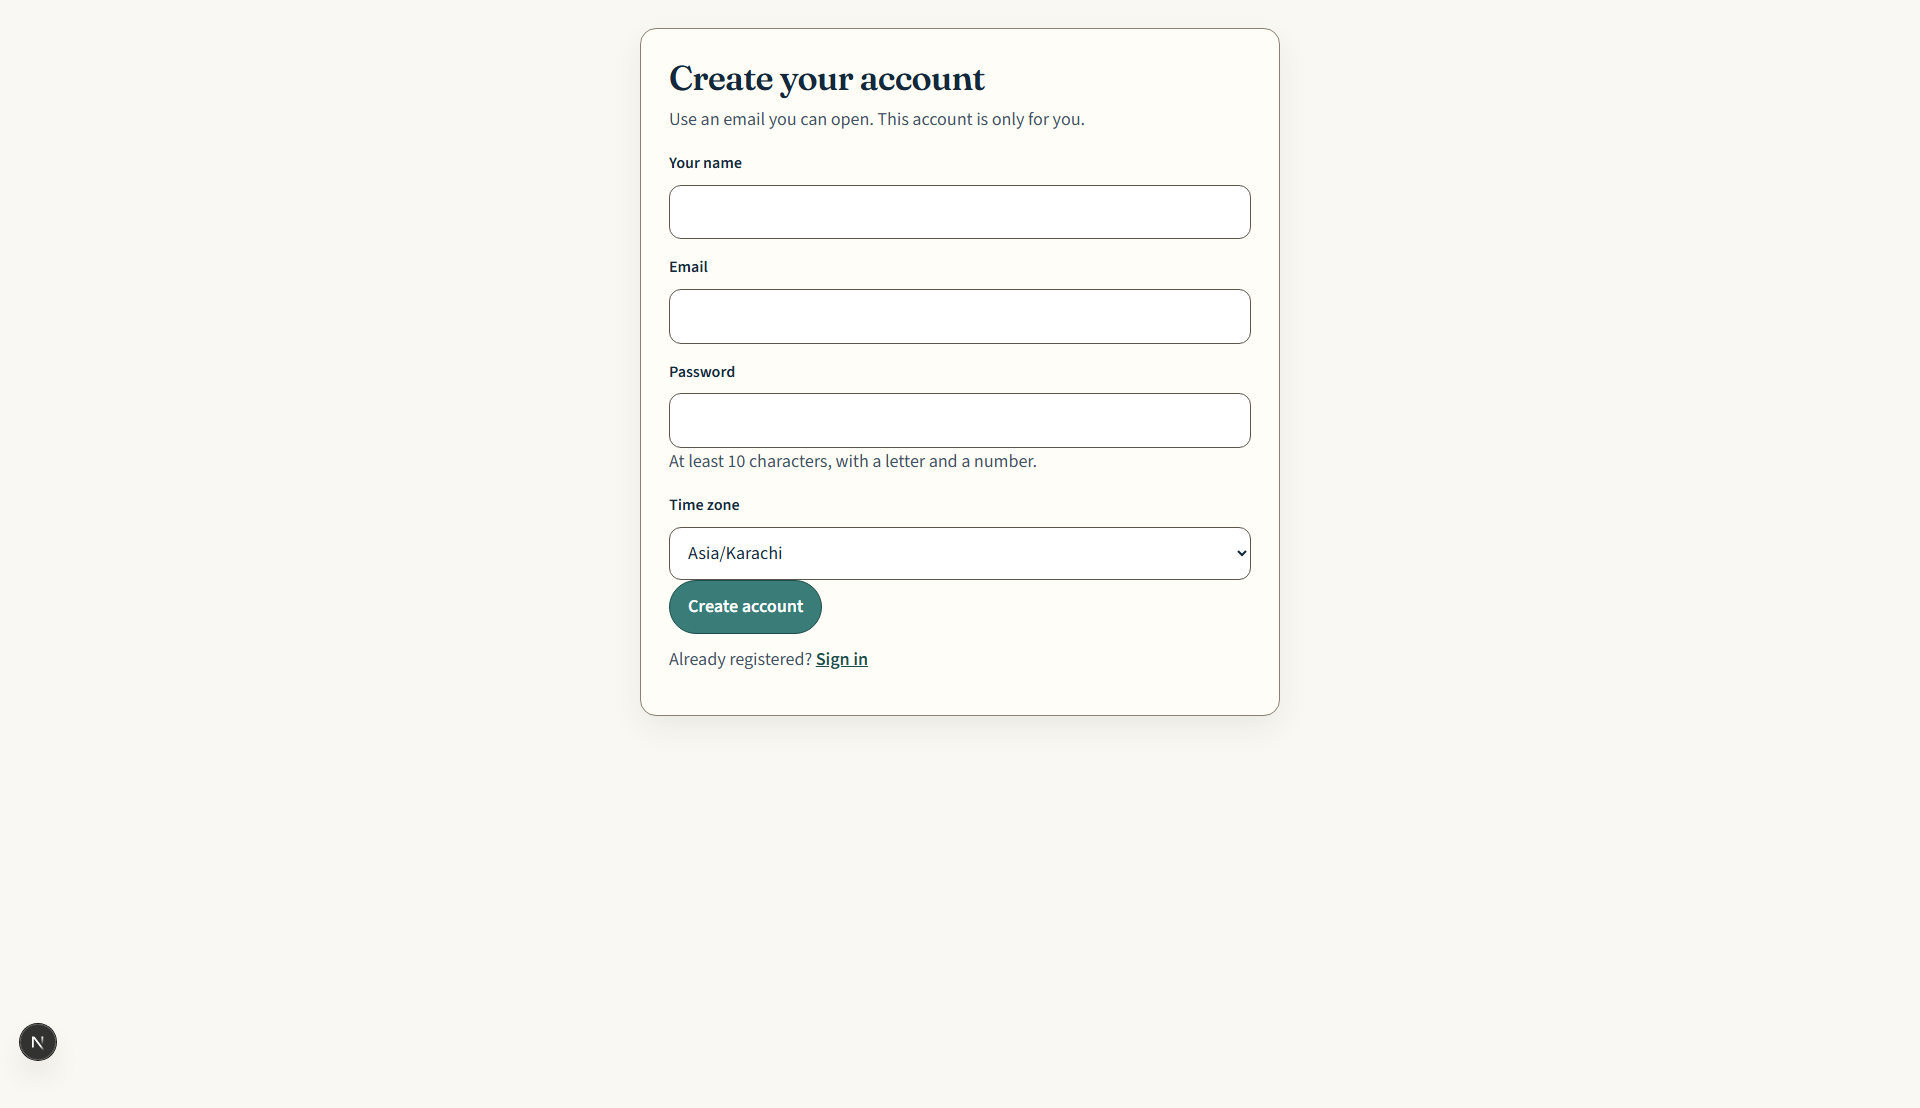 Create your account
Use an email you can open. This account is only for you.
Your name
Email
Password
At least 10 characters, with a letter and a number.
Time zone
Asia/Karachi
Create account
Already registered? Sign in
N